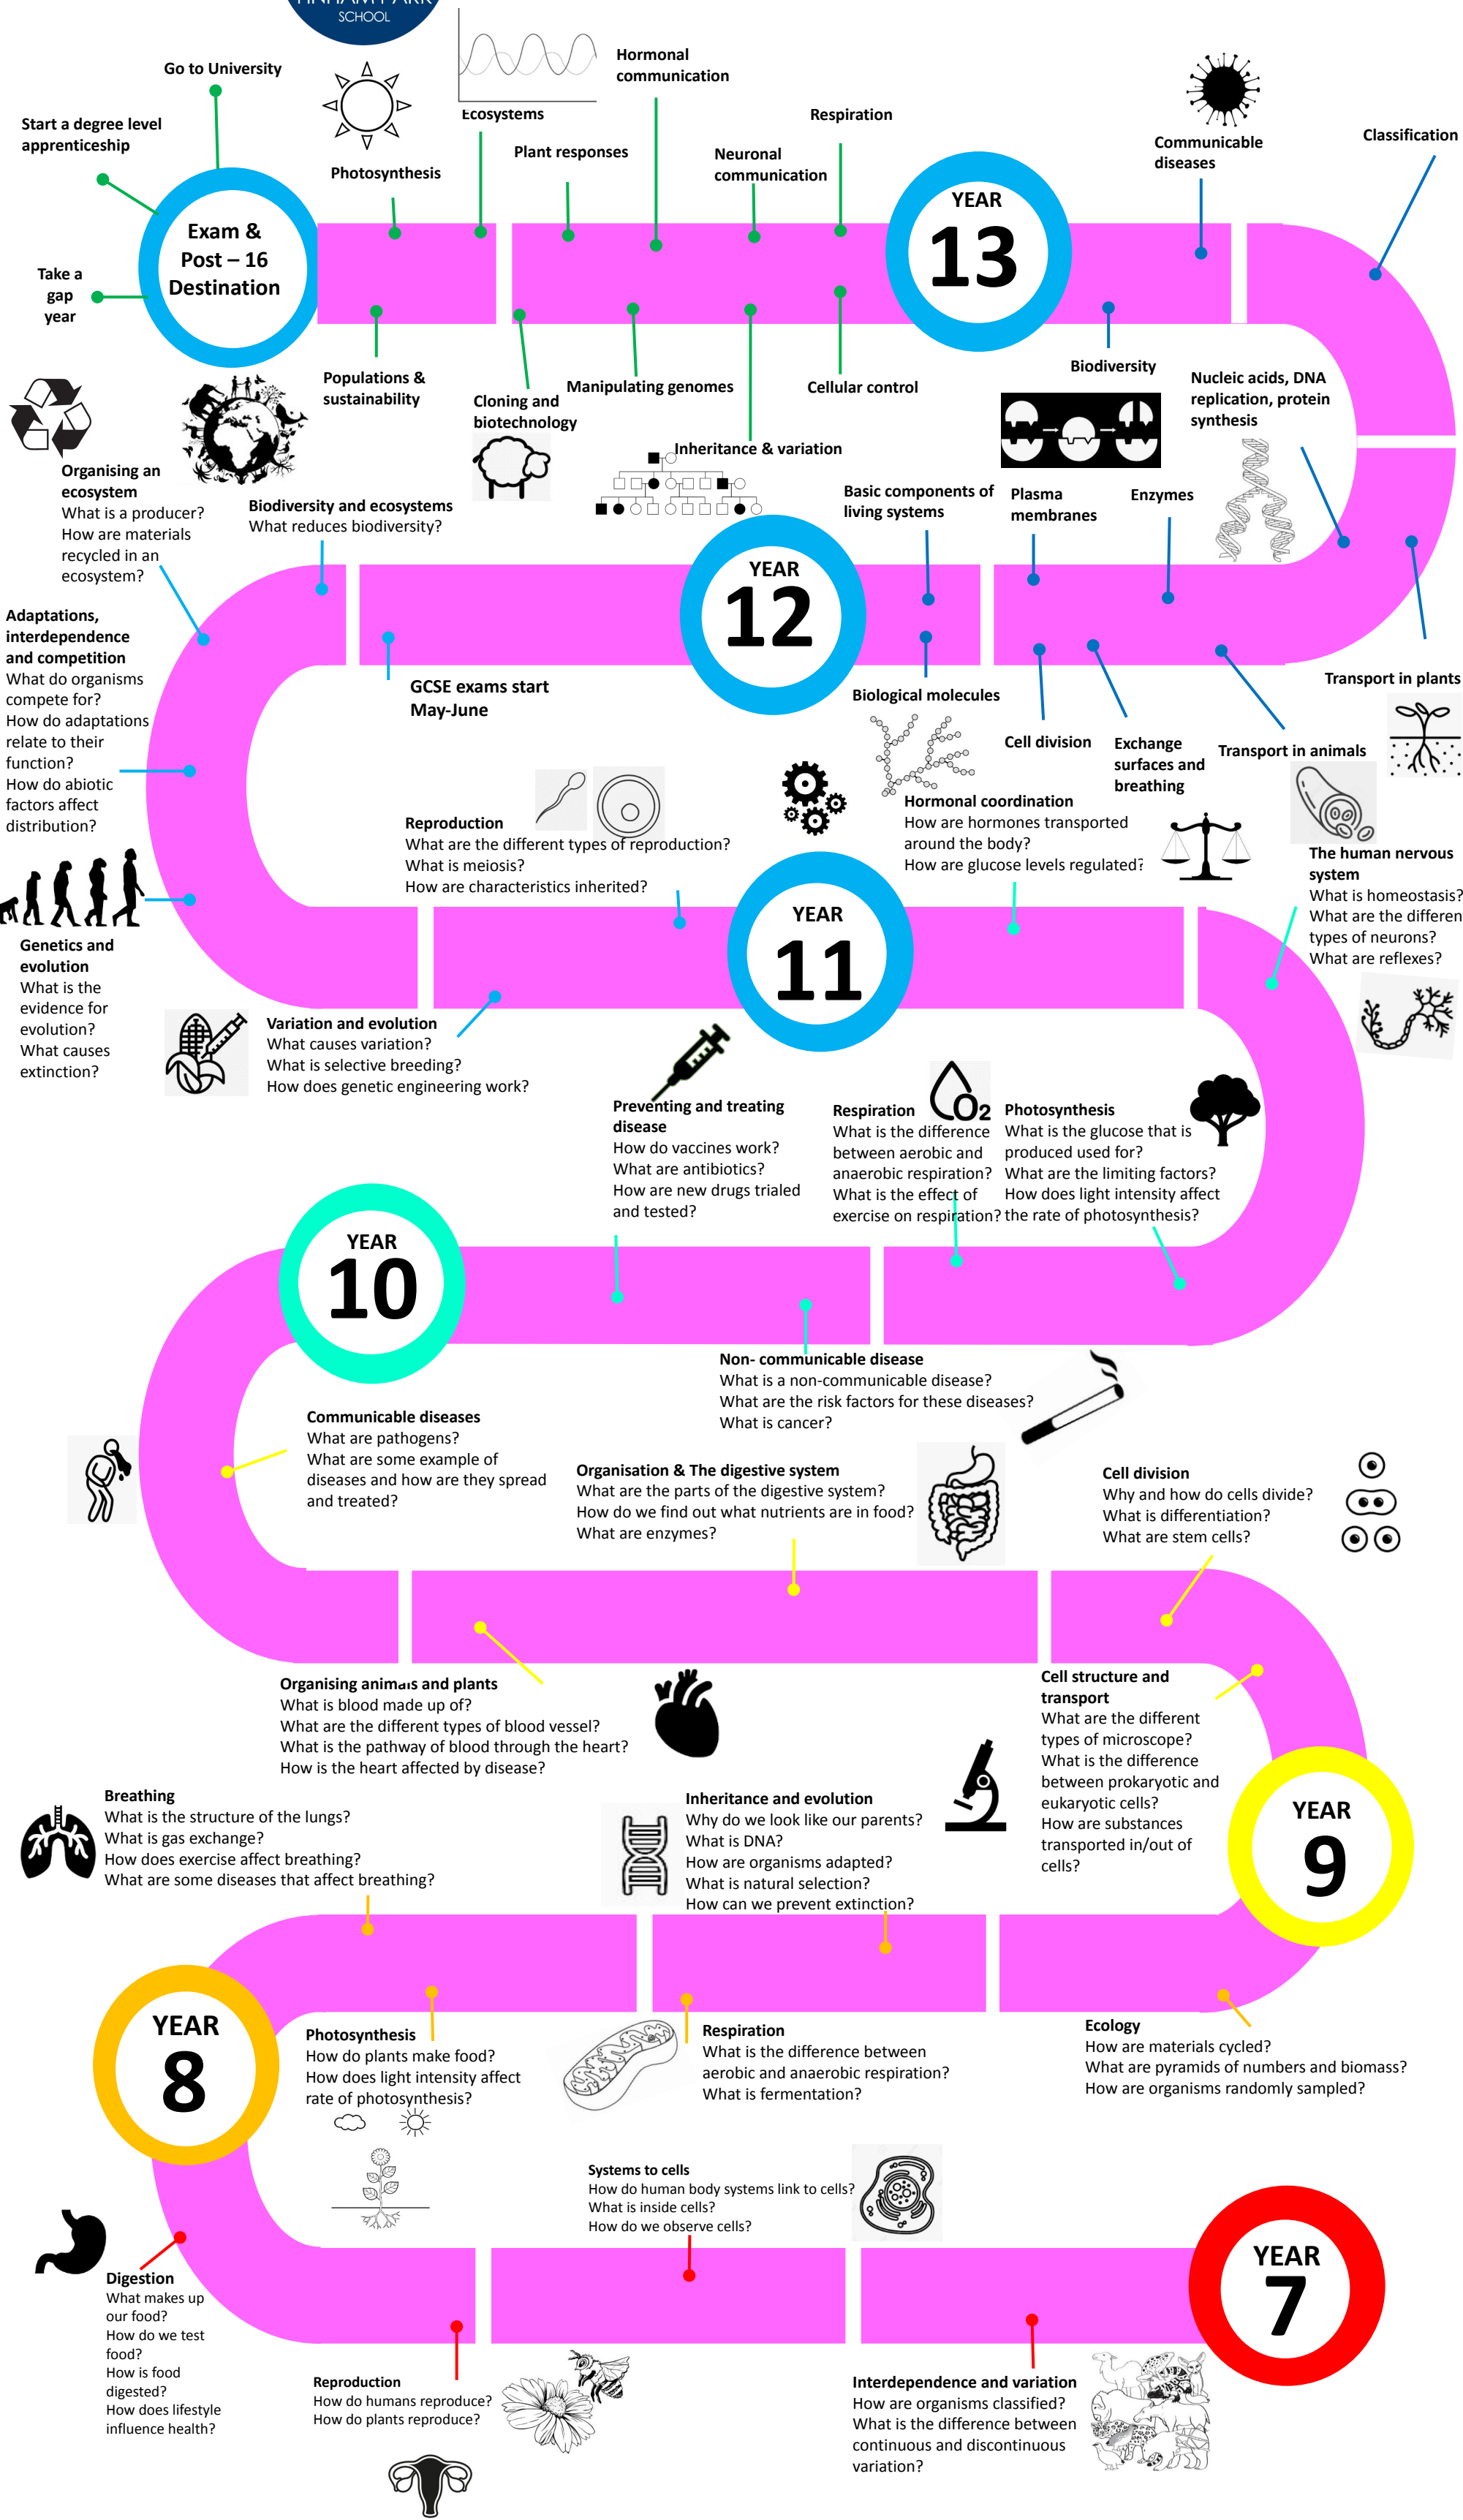 SCHOOL
Go to University
Start a degree level
apprenticeship
Take a
gap
year
Exam &
Post – 16
Destination
Photosynthesis
Ecosystems
Plant responses
Hormonal
communication
Neuronal
communication
Respiration
YEAR
13
Communicable
diseases
Classification
Populations &
sustainability
Cloning and
biotechnology
Manipulating genomes
Inheritance & variation
Cellular control
Biodiversity
Nucleic acids, DNA
replication, protein
synthesis
Organising an
ecosystem
What is a producer?
How are materials
recycled in an
ecosystem?
Biodiversity and ecosystems
What reduces biodiversity?
YEAR
12
Basic components of
living systems
Plasma
membranes
Enzymes
Adaptations,
interdependence
and competition
What do organisms
compete for?
How do adaptations
relate to their
function?
How do abiotic
factors affect
distribution?
GCSE exams start
May-June
Biological molecules
Cell division
Exchange
surfaces and
breathing
Transport in animals
Transport in plants
Reproduction
What are the different types of reproduction?
What is meiosis?
How are characteristics inherited?
Hormonal coordination
How are hormones transported
around the body?
How are glucose levels regulated?
The human nervous
system
What is homeostasis?
What are the differen
types of neurons?
What are reflexes?
YEAR
11
Genetics and
evolution
What is the
evidence for
evolution?
What causes
extinction?
Variation and evolution
What causes variation?
What is selective breeding?
How does genetic engineering work?
Preventing and treating
disease
How do vaccines work?
What are antibiotics?
How are new drugs trialed
and tested?
O2
Respiration
What is the difference
between aerobic and
anaerobic respiration?
What is the effect of
exercise on respiration?
Photosynthesis
What is the glucose that is
produced used for?
What are the limiting factors?
How does light intensity affect
the rate of photosynthesis?
YEAR
10
Non- communicable disease
What is a non-communicable disease?
What are the risk factors for these diseases?
What is cancer?
Communicable diseases
What are pathogens?
What are some example of
diseases and how are they spread
and treated?
Organisation & The digestive system
What are the parts of the digestive system?
How do we find out what nutrients are in food?
What are enzymes?
Cell division
Why and how do cells divide?
What is differentiation?
What are stem cells?
Organising animals and plants
What is blood made up of?
What are the different types of blood vessel?
What is the pathway of blood through the heart?
How is the heart affected by disease?
Cell structure and
transport
What are the different
types of microscope?
What is the difference
between prokaryotic and
eukaryotic cells?
How are substances
transported in/out of
cells?
YEAR
9
Breathing
What is the structure of the lungs?
What is gas exchange?
How does exercise affect breathing?
What are some diseases that affect breathing?
Inheritance and evolution
Why do we look like our parents?
What is DNA?
How are organisms adapted?
What is natural selection?
How can we prevent extinction?
YEAR
8
Photosynthesis
How do plants make food?
How does light intensity affect
rate of photosynthesis?
Respiration
What is the difference between
aerobic and anaerobic respiration?
What is fermentation?
Ecology
How are materials cycled?
What are pyramids of numbers and biomass?
How are organisms randomly sampled?
Systems to cells
How do human body systems link to cells?
What is inside cells?
How do we observe cells?
YEAR
7
Digestion
What makes up
our food?
How do we test
food?
How is food
digested?
How does lifestyle
influence health?
Reproduction
How do humans reproduce?
How do plants reproduce?
Interdependence and variation
How are organisms classified?
What is the difference between
continuous and discontinuous
variation?